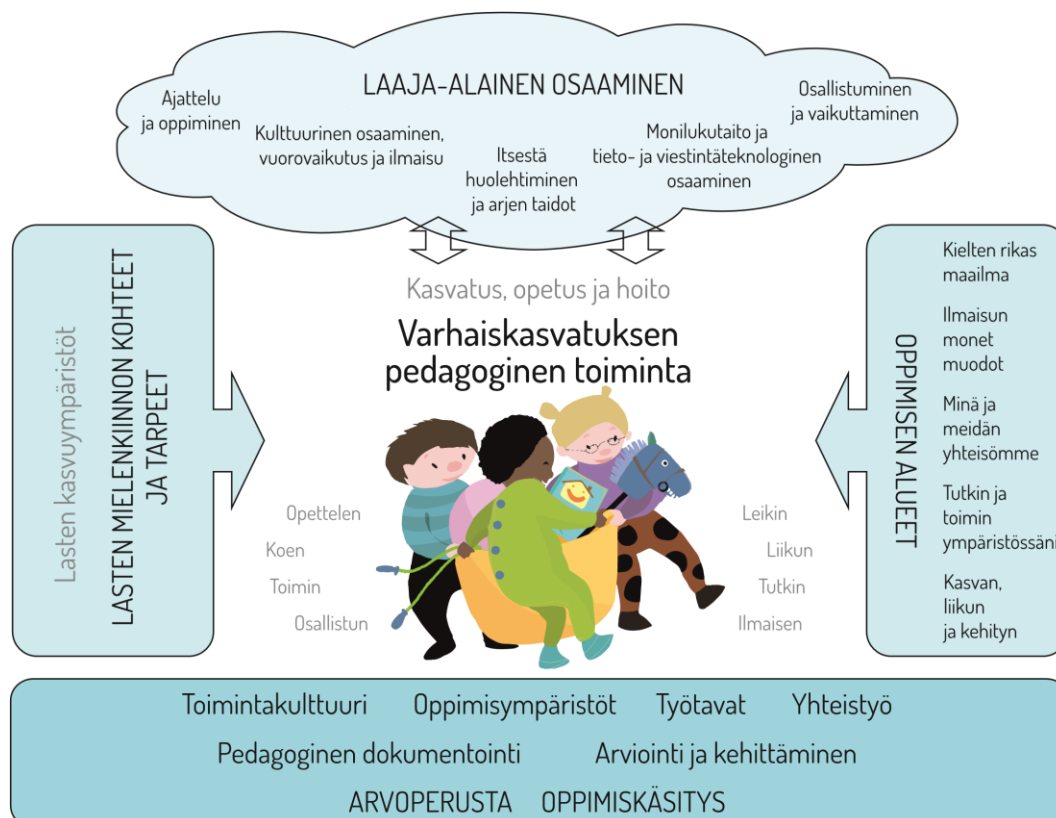 LAAJA-ALAINEN OSAAMINEN
Ajattelu
ja oppiminen
Kulttuurinen osaaminen,
vuorovaikutus ja ilmaisu
Itsestä
huolehtiminen
ja arjen taidot
Monilukutaito ja
tieto- ja viestintäteknologinen
osaaminen
Osallistuminen
ja vaikuttaminen
Lasten kasvuympäristöt
LASTEN MIELENKIINNON KOHTEET
JA TARPEET
Kasvatus, opetus ja hoito
Varhaiskasvatuksen
pedagoginen toiminta
Opettelen
Koen
Toimin
Osallistun
Leikin
Liikun
Tutkin
Ilmaisen
OPPIMISEN ALUEET
Kielten rikas
maailma
Ilmaisun
monet
muodot
Minä ja
meidän
yhteisömme
Tutkin ja
toimin
ympäristössäni
Kasvan,
liikun
ja kehityn
Toimintakulttuuri Oppimisympäristöt Työtavat Yhteistyö
Pedagoginen dokumentointi Arviointi ja kehittäminen
ARVOPERUSTA OPPIMISKÄSITYS